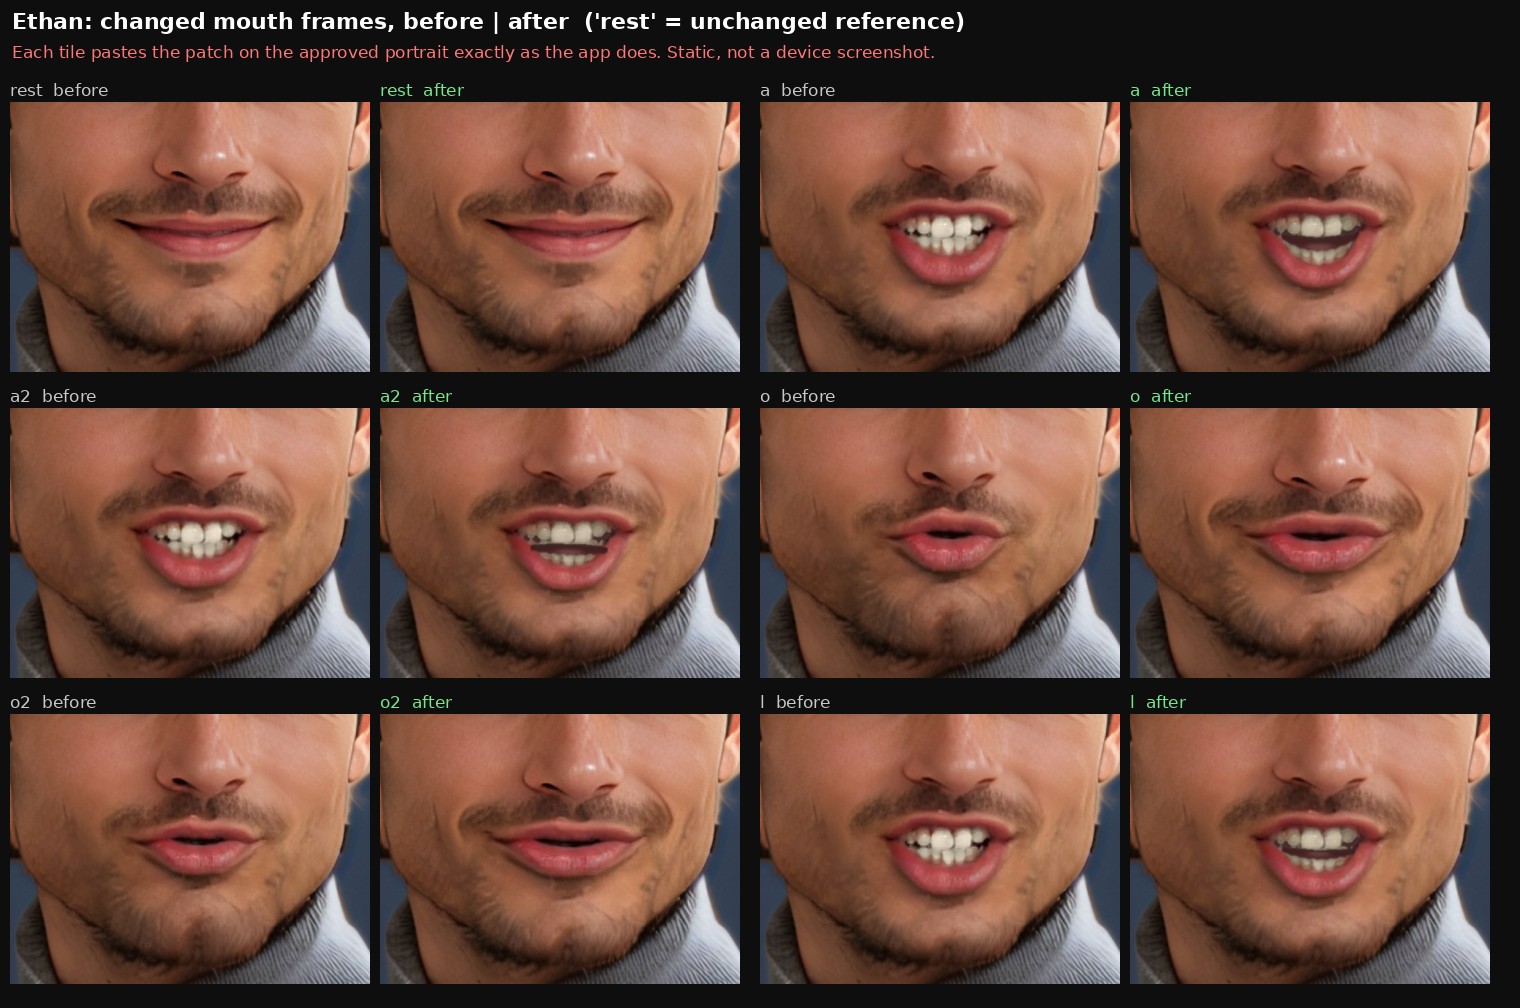 Ethan: changed mouth frames, before | after  ('rest' = unchanged reference)
Each tile pastes the patch on the approved portrait exactly as the app does. Static, not a device screenshot.
rest  before
rest  after
a  before
a  after
a2  before
a2  after
o  before
o  after
o2  before
o2  after
l  before
l  after